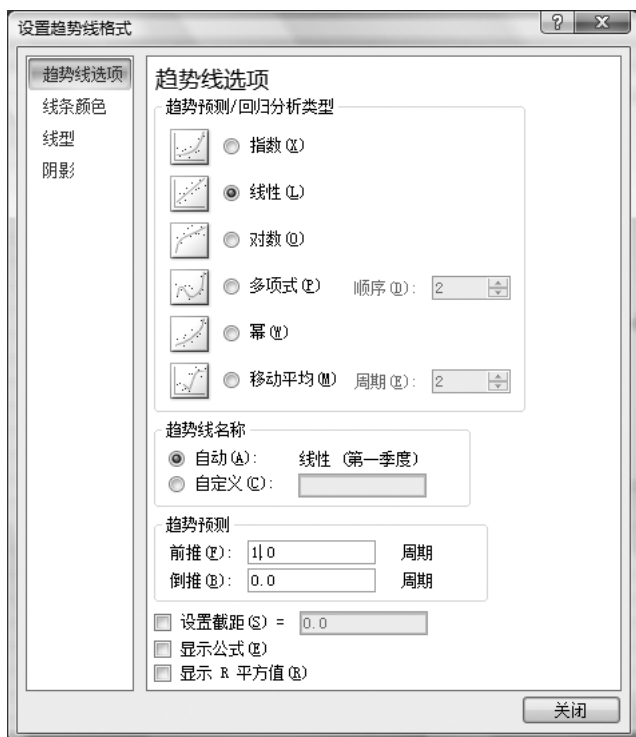 设置趋势线格式
趋势线选项
线条颜色
线型
阴影
趋势线选项
趋势预测/回归分析类型
指数(X)
线性(L)
对数(O)
多项式(P) 顺序(D): 2
幂(W)
移动平均(M) 周期(E): 2
趋势线名称
自动(A): 线性 (第一季度)
自定义(C):
趋势预测
前推(F): 1.0 周期
倒推(B): 0.0 周期
设置截距(S) = 0.0
显示公式(E)
显示 R 平方值(R)
关闭